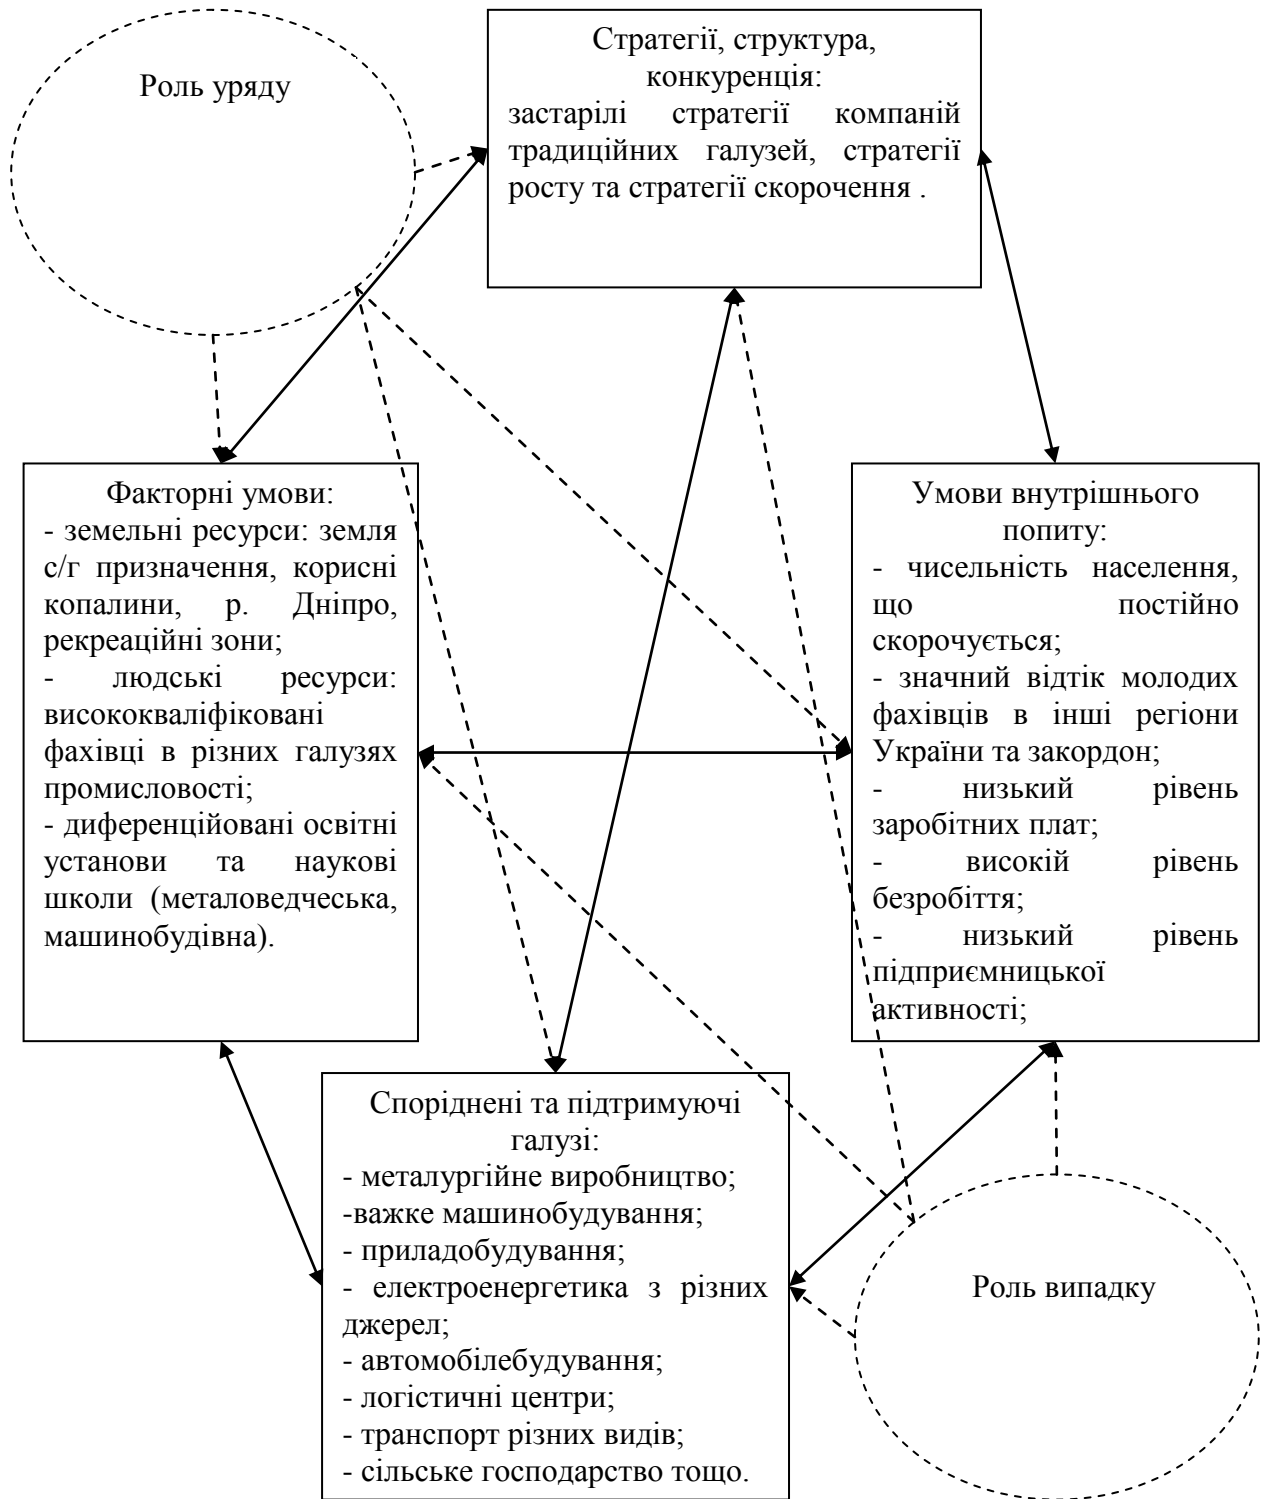 Роль уряду
Стратегії, структура,
конкуренція:
застарілі стратегії компаній
традиційних галузей, стратегії
росту та стратегії скорочення .
Факторні умови:
- земельні ресурси: земля
с/г призначення, корисні
копалини, р. Дніпро,
рекреаційні зони;
- людські ресурси:
висококваліфіковані
фахівці в різних галузях
промисловості;
- диференційовані освітні
установи та наукові
школи (металоведчеська,
машинобудівна).
Умови внутрішнього
попиту:
- чисельність населення,
що постійно
скорочується;
- значний відтік молодих
фахівців в інші регіони
України та закордон;
- низький рівень
заробітних плат;
- високій рівень
безробіття;
- низький рівень
підприємницької
активності;
Споріднені та підтримуючі
галузі:
- металургійне виробництво;
-важке машинобудування;
- приладобудування;
- електроенергетика з різних
джерел;
- автомобілебудування;
- логістичні центри;
- транспорт різних видів;
- сільське господарство тощо.
Роль випадку